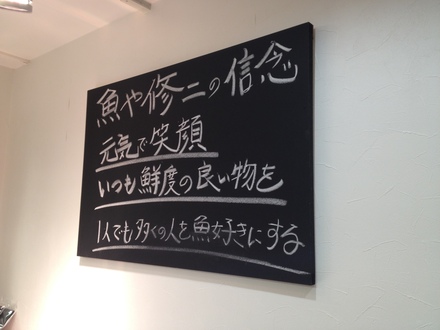 魚や修二の信念
元気で笑顔
いつも鮮度の良い物を
1人でも多くの人を魚好きにする